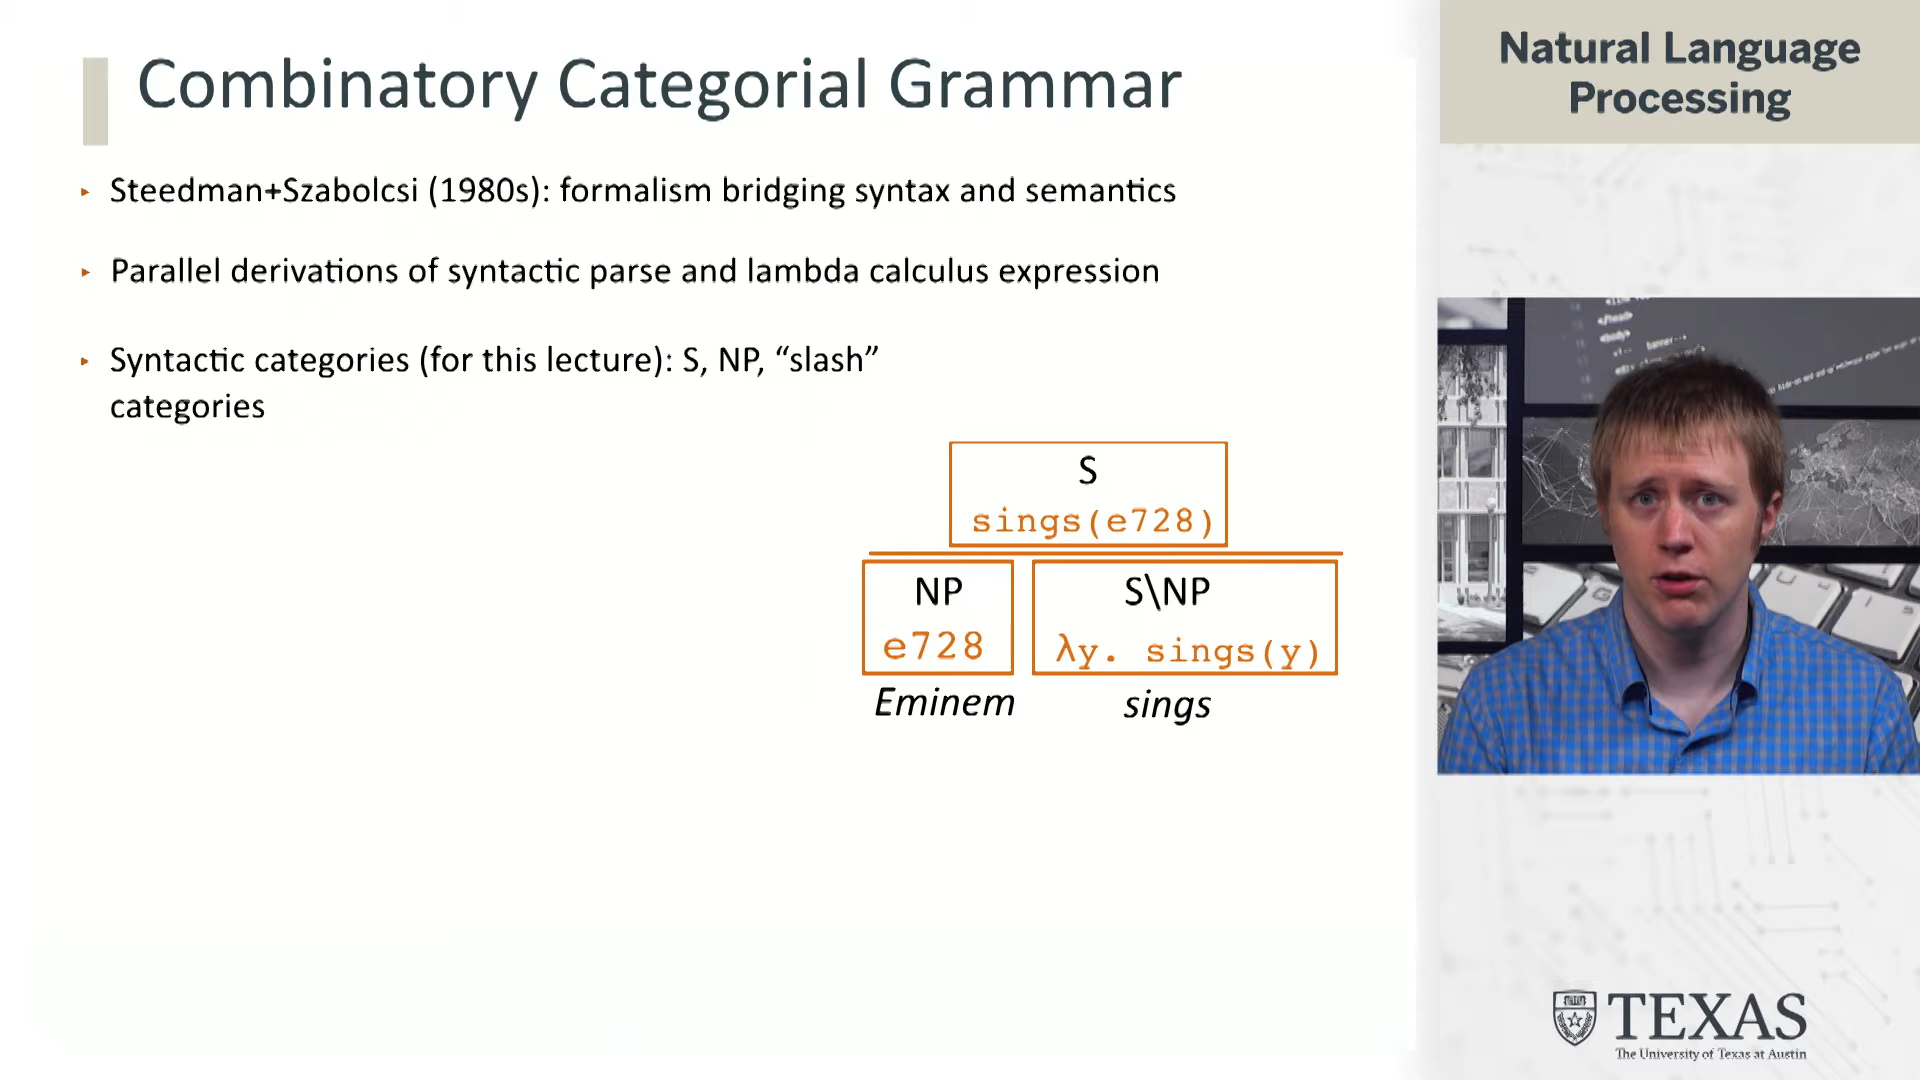 Combinatory Categorial Grammar
Natural Language
Processing
▸ Steedman+Szabolcsi (1980s): formalism bridging syntax and semantics
▸ Parallel derivations of syntactic parse and lambda calculus expression
▸ Syntactic categories (for this lecture): S, NP, “slash”
categories
S
sings(e728)
NP S\NP
e728 λy. sings(y)
Eminem sings
TEXAS
The University of Texas at Austin